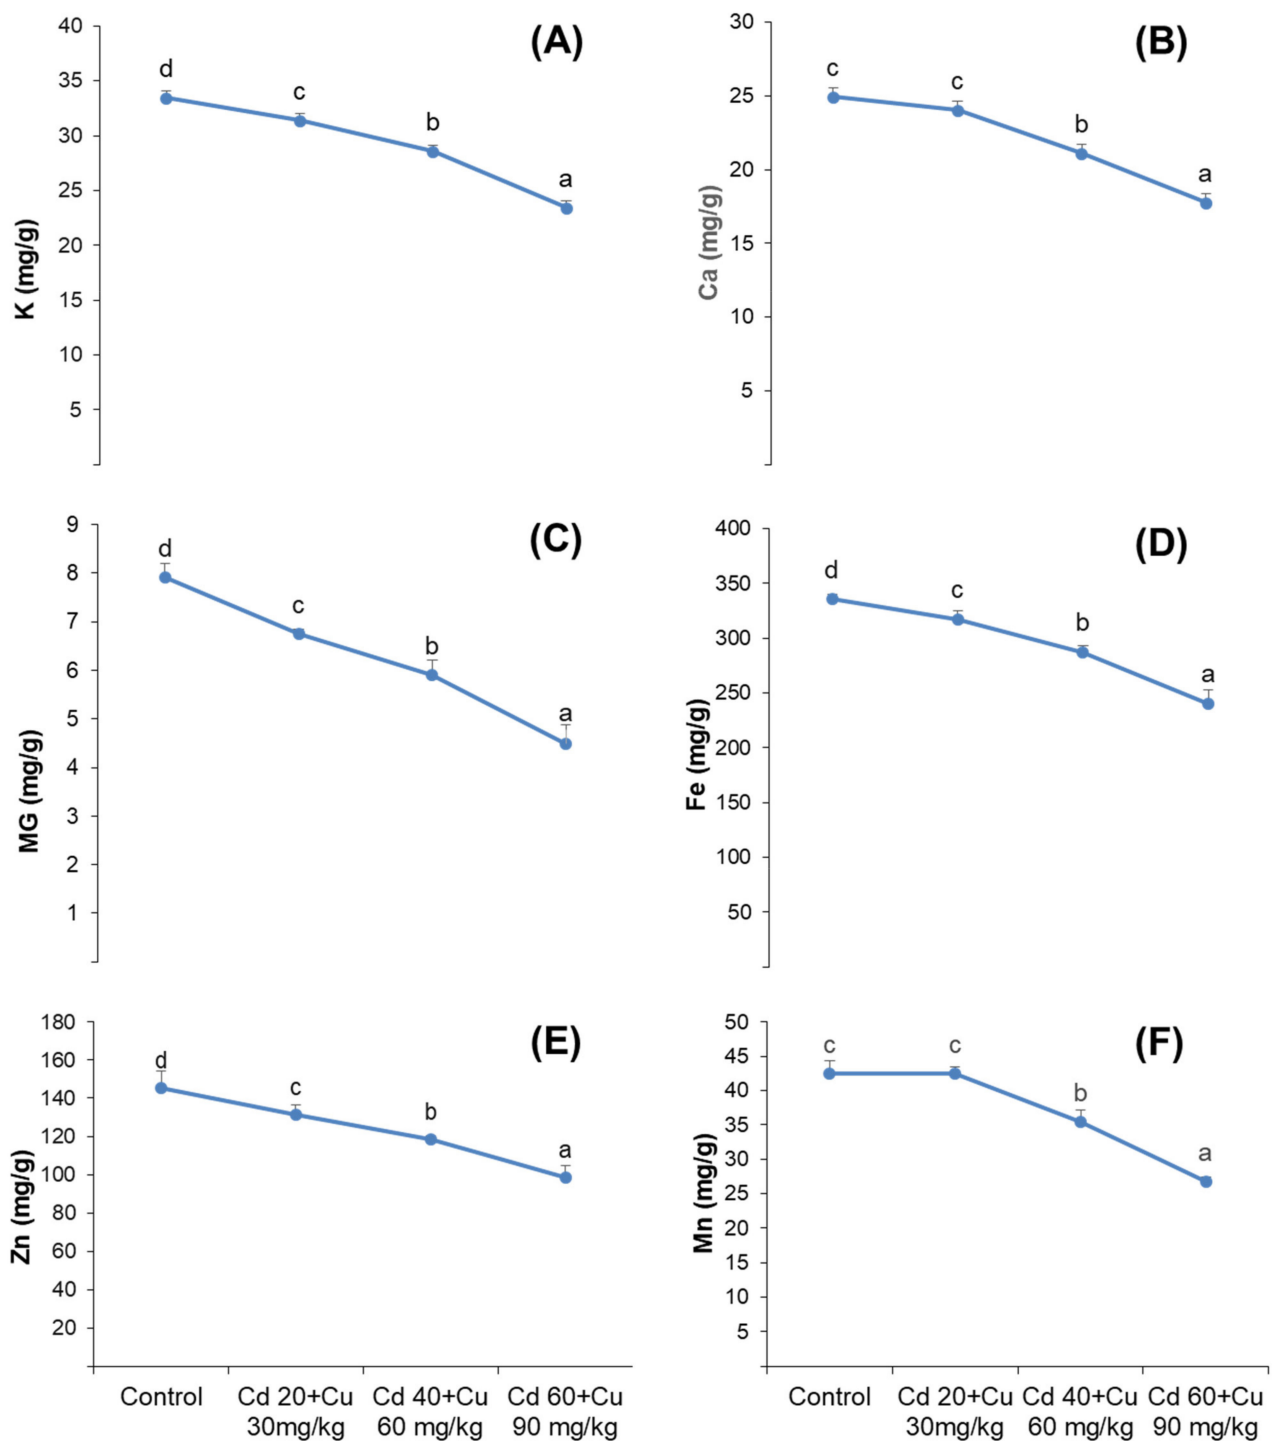 (A)
40
35
30
25
20
15
10
5
K (mg/g)
d
c
b
a
(B)
30
25
20
15
10
5
Ca (mg/g)
c
c
b
a
(C)
9
8
7
6
5
4
3
2
1
MG (mg/g)
d
c
b
a
(D)
400
350
300
250
200
150
100
50
Fe (mg/g)
d
c
b
a
(E)
180
160
140
120
100
80
60
40
20
Zn (mg/g)
d
c
b
a
Control
Cd 20+Cu
30mg/kg
Cd 40+Cu
60 mg/kg
Cd 60+Cu
90 mg/kg
(F)
50
45
40
35
30
25
20
15
10
5
Mn (mg/g)
c
c
b
a
Control
Cd 20+Cu
30mg/kg
Cd 40+Cu
60 mg/kg
Cd 60+Cu
90 mg/kg